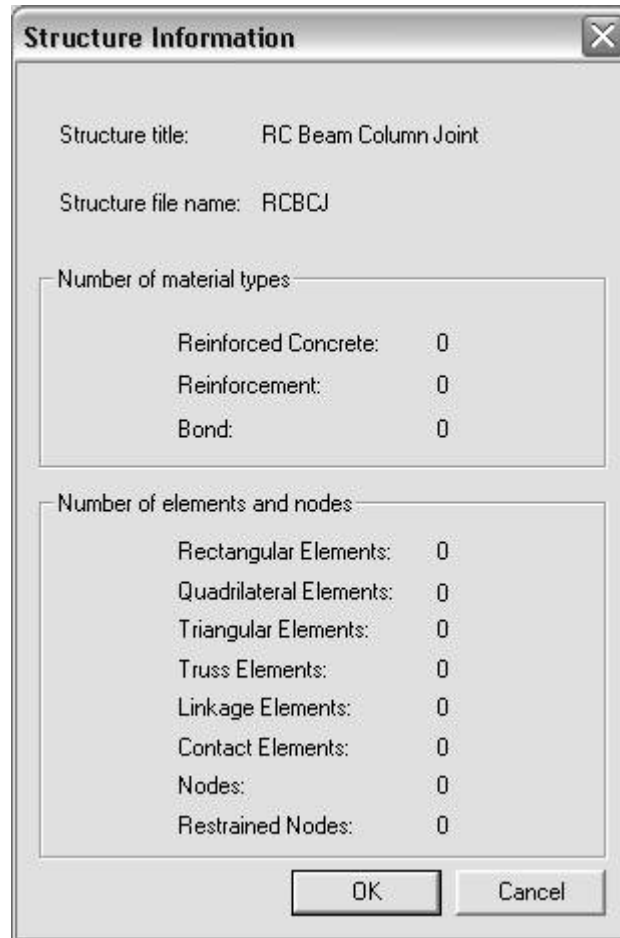 Structure Information
Structure title: RC Beam Column Joint
Structure file name: RCBCJ
Number of material types
Reinforced Concrete: 0
Reinforcement: 0
Bond: 0
Number of elements and nodes
Rectangular Elements: 0
Quadrilateral Elements: 0
Triangular Elements: 0
Truss Elements: 0
Linkage Elements: 0
Contact Elements: 0
Nodes: 0
Restrained Nodes: 0
OK Cancel